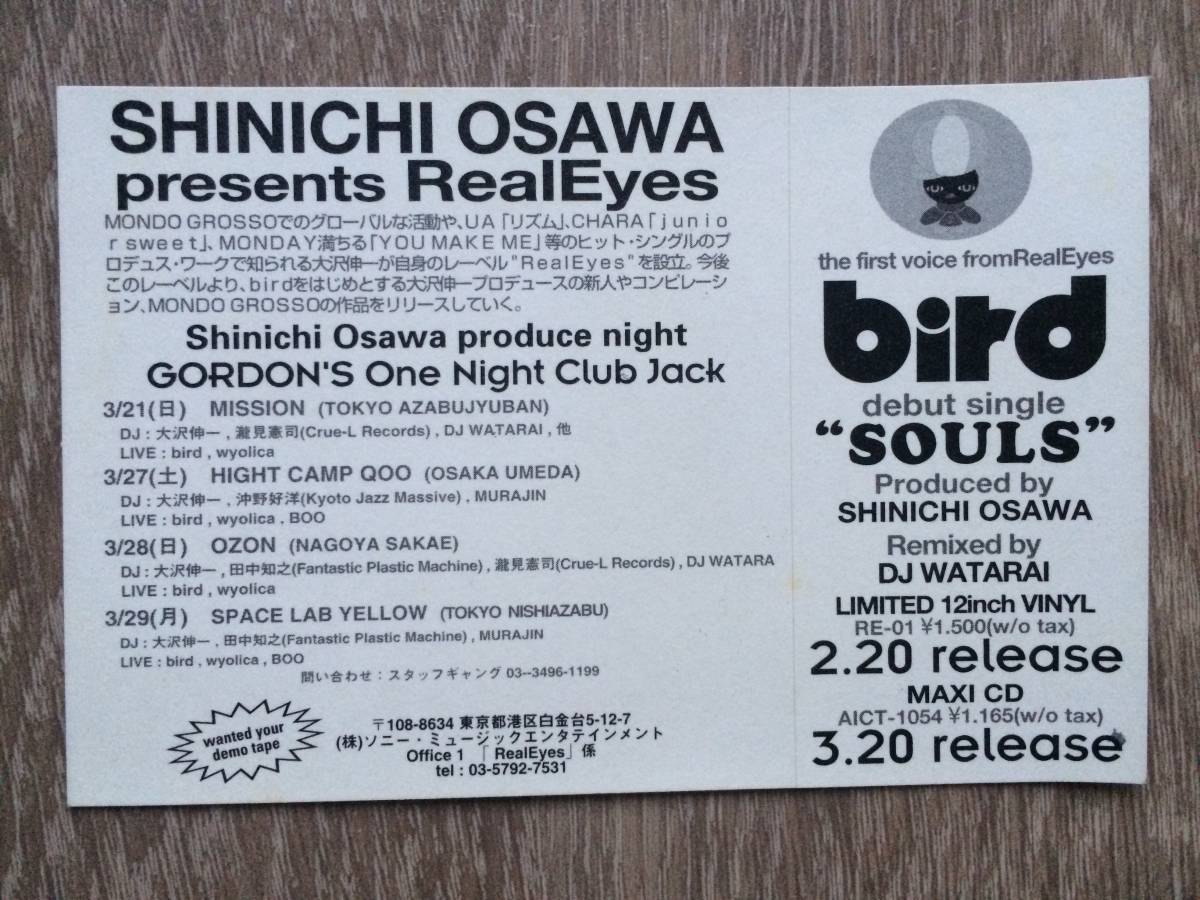 SHINICHI OSAWA
presents RealEyes
MONDO GROSSOでのグローバルな活動や、UA「リズム」、CHARA「junio
r sweet」、MONDAY満ちる「YOU MAKE ME」等のヒット・シングルのプ
ロデュス・ワークで知られる大沢伸一が自身のレーベル"RealEyes"を設立。今後
このレーベルより、birdをはじめとする大沢伸一プロデュースの新人やコンピレーシ
ョン、MONDO GROSSOの作品をリリースしていく。
Shinichi Osawa produce night
GORDON'S One Night Club Jack
3/21(日) MISSION (TOKYO AZABUJYUBAN)
DJ : 大沢伸一 , 瀧見憲司(Crue-L Records) , DJ WATARAI , 他
LIVE : bird , wyolica
3/27(土) HIGHT CAMP QOO (OSAKA UMEDA)
DJ : 大沢伸一 , 沖野好洋(Kyoto Jazz Massive) , MURAJIN
LIVE : bird , wyolica , BOO
3/28(日) OZON (NAGOYA SAKAE)
DJ : 大沢伸一 , 田中知之(Fantastic Plastic Machine) , 瀧見憲司(Crue-L Records) , DJ WATARA
LIVE : bird , wyolica
3/29(月) SPACE LAB YELLOW (TOKYO NISHIAZABU)
DJ : 大沢伸一 , 田中知之(Fantastic Plastic Machine) , MURAJIN
LIVE : bird , wyolica , BOO
問い合わせ : スタッフギャング 03--3496-1199
wanted your
demo tape
〒108-8634 東京都港区白金台5-12-7
(株)ソニー・ミュージックエンタテインメント
Office 1 「RealEyes」係
tel : 03-5792-7531
the first voice fromRealEyes
bird
debut single
“SOULS”
Produced by
SHINICHI OSAWA
Remixed by
DJ WATARAI
LIMITED 12inch VINYL
RE-01 ¥1.500(w/o tax)
2.20 release
MAXI CD
AICT-1054 ¥1.165(w/o tax)
3.20 release